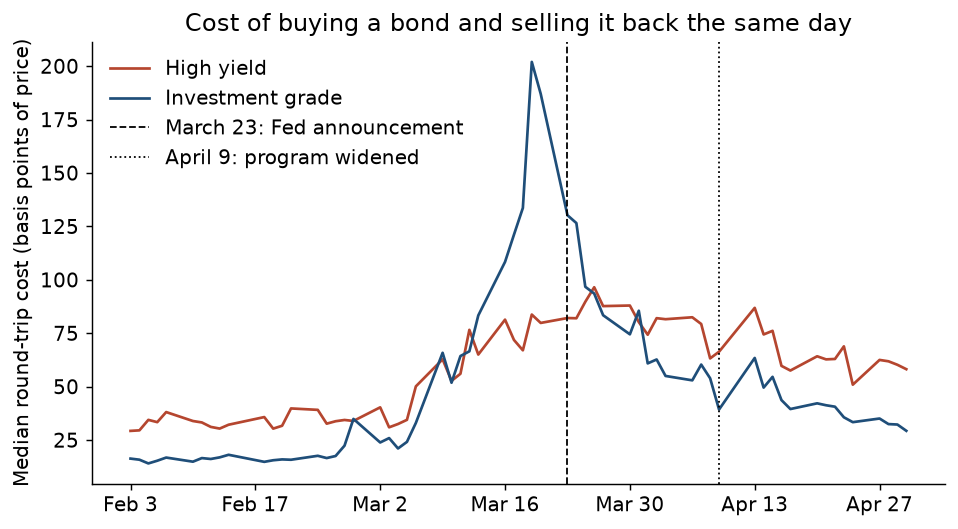 Cost of buying a bond and selling it back the same day
Median round-trip cost (basis points of price)
200
175
150
125
100
75
50
25
High yield
Investment grade
March 23: Fed announcement
April 9: program widened
Feb 3
Feb 17
Mar 2
Mar 16
Mar 30
Apr 13
Apr 27